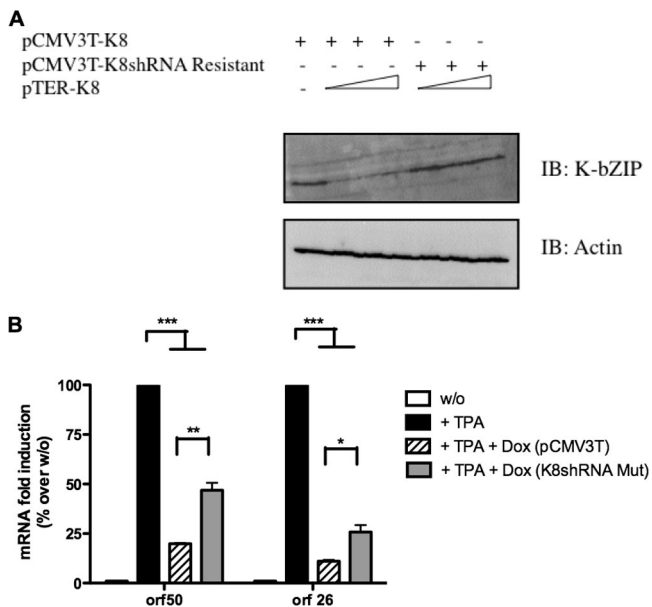 A
pCMV3T-K8 + + + + - - -
pCMV3T-K8shRNA Resistant - - - - + + +
pTER-K8 -
IB: K-bZIP
IB: Actin
B
*** ***
** *
mRNA fold induction
(% over w/o)
100
75
50
25
0
orf50 orf 26
w/o
+ TPA
+ TPA + Dox (pCMV3T)
+ TPA + Dox (K8shRNA Mut)